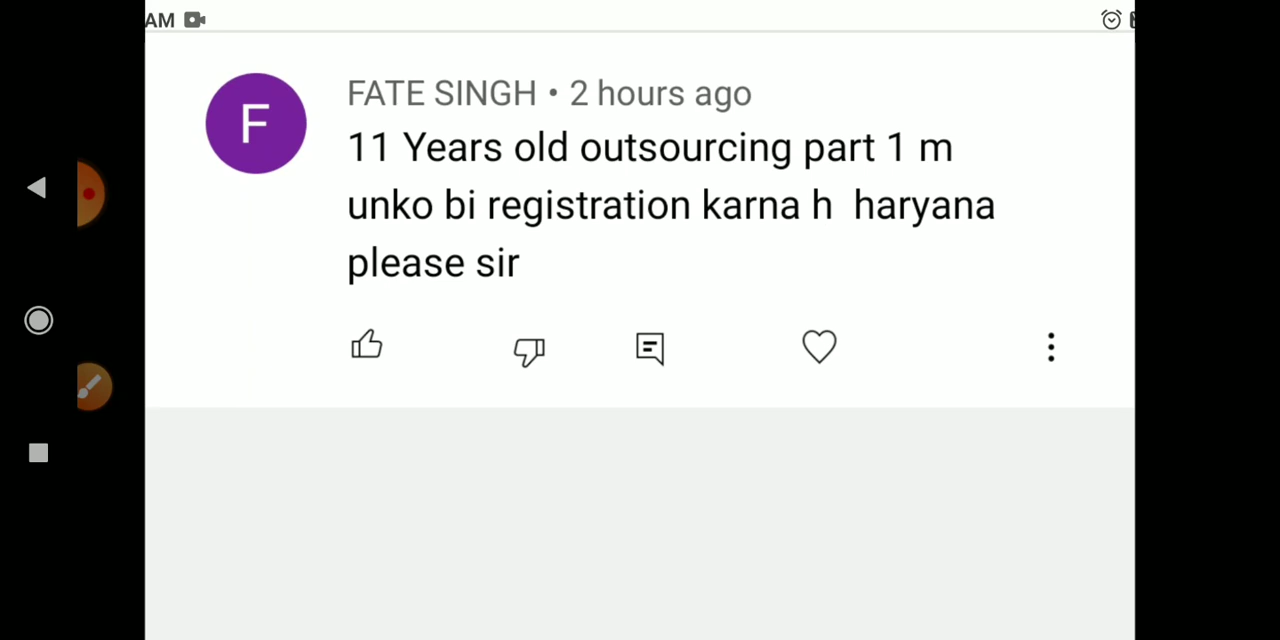 AM
F
FATE SINGH • 2 hours ago
11 Years old outsourcing part 1 m
unko bi registration karna h  haryana
please sir